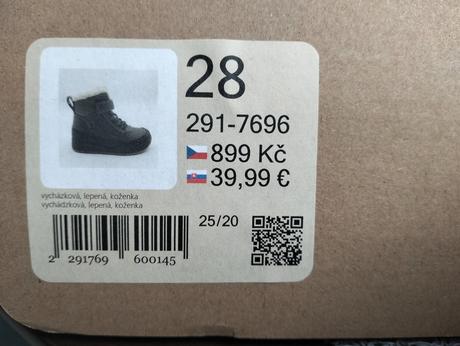 28
291-7696
899 Kč
39,99 €
vycházková, lepená, koženka
vychádzková, lepená, koženka
25/20
2 291769 600145